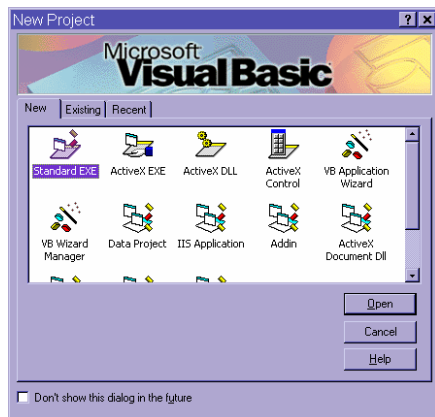 New Project
Microsoft
Visual Basic
New Existing Recent
Standard EXE ActiveX EXE ActiveX DLL ActiveX Control VB Application Wizard
VB Wizard Manager Data Project IIS Application Addin ActiveX Document Dll
Open
Cancel
Help
Don't show this dialog in the future